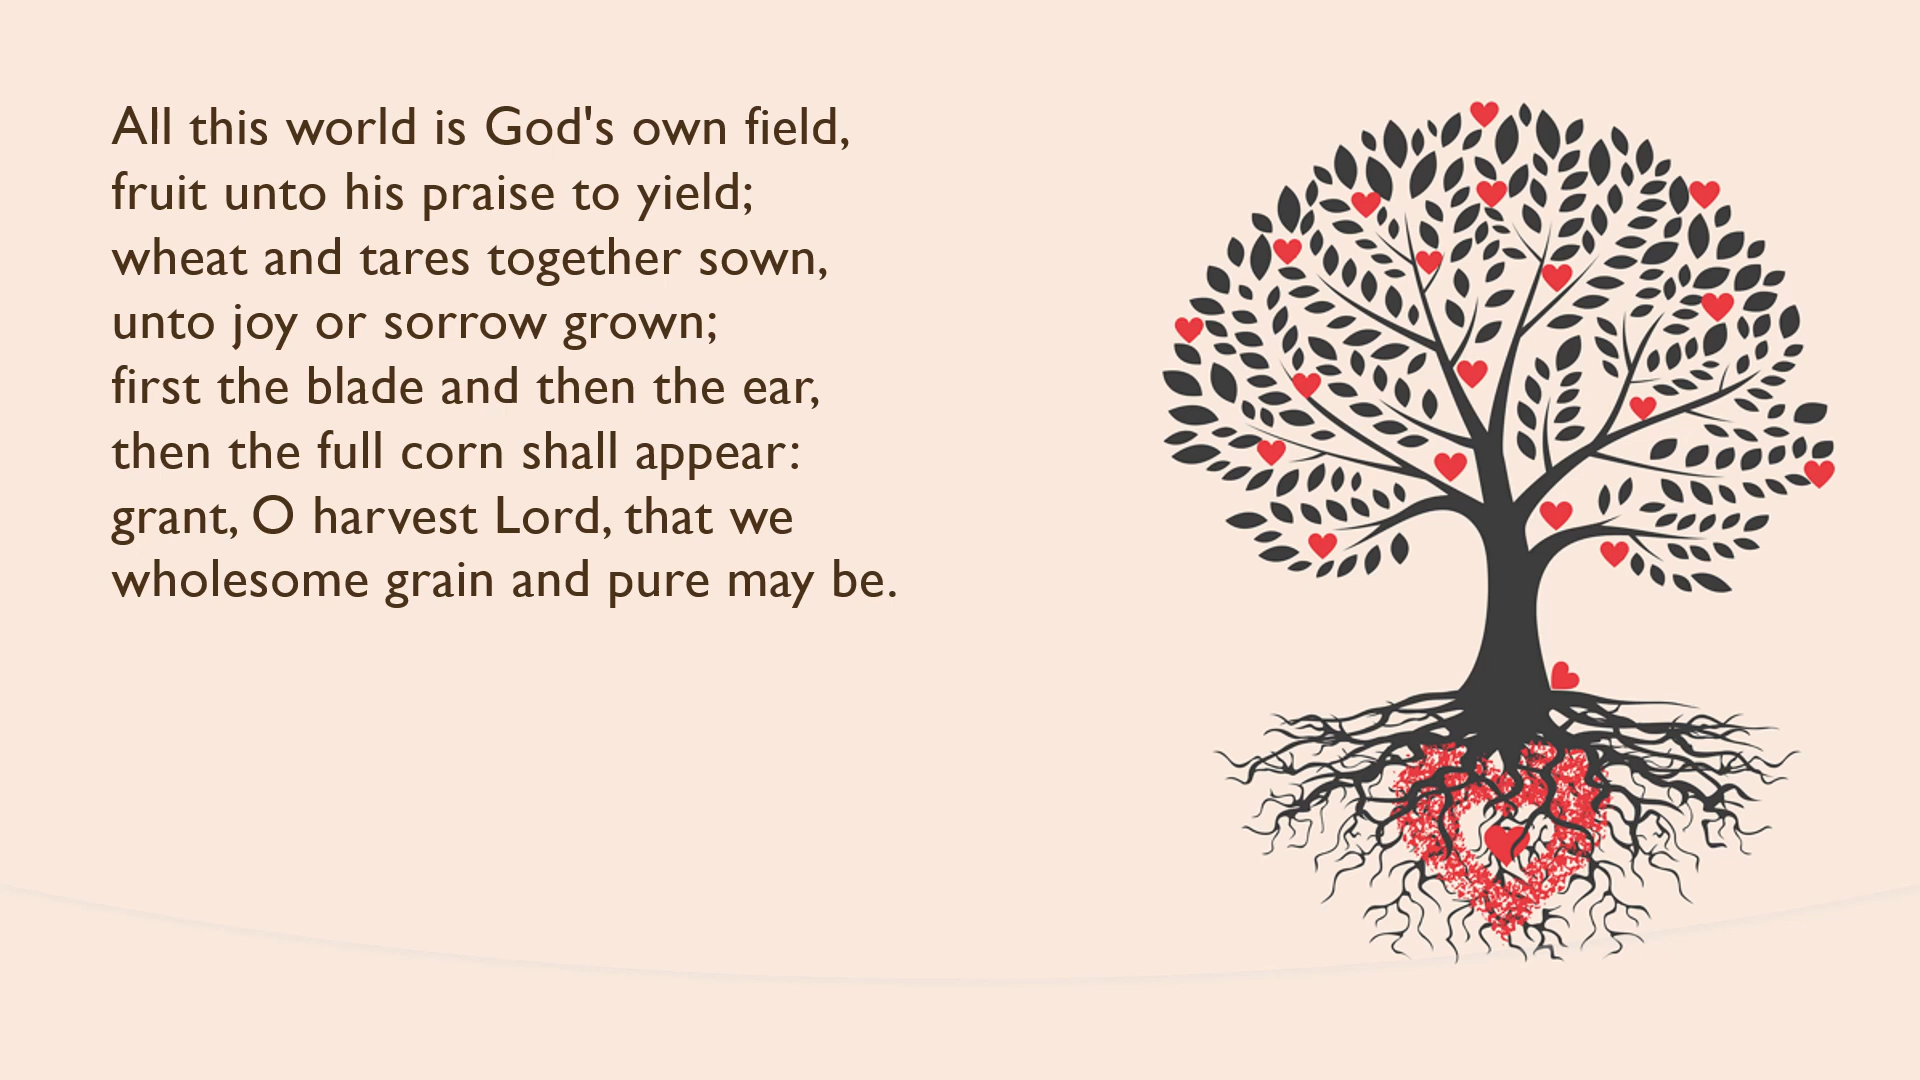 All this world is God's own field,
fruit unto his praise to yield;
wheat and tares together sown,
unto joy or sorrow grown;
first the blade and then the ear,
then the full corn shall appear:
grant, O harvest Lord, that we
wholesome grain and pure may be.